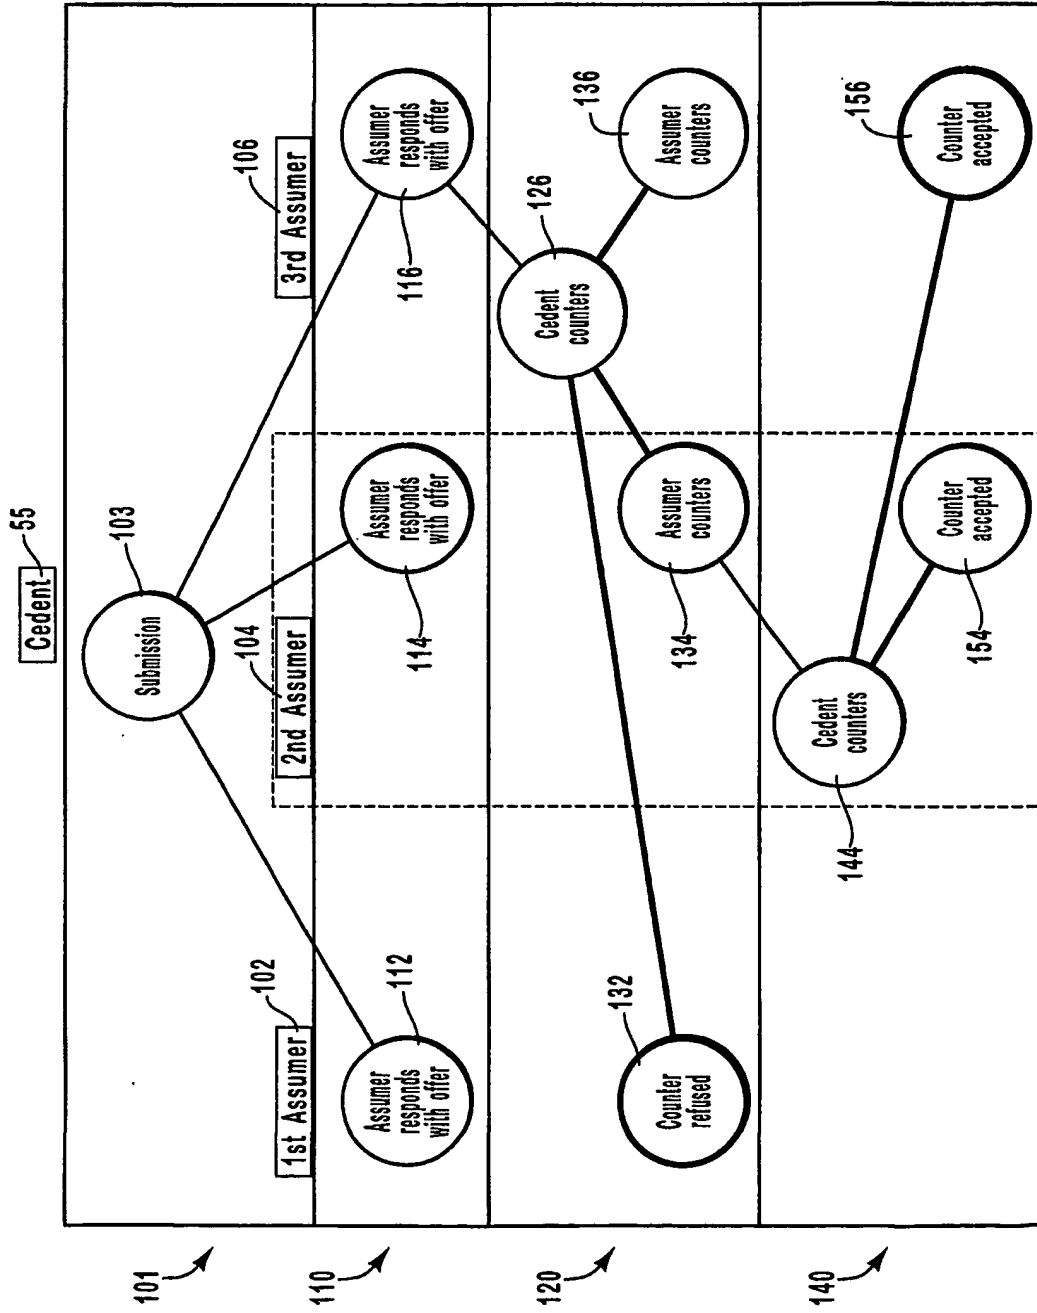 Cedent
55
103
Submission
1st Assumer
102
2nd Assumer
104
3rd Assumer
106
101
Assumer
responds
with offer
112
Assumer
responds
with offer
114
Assumer
responds
with offer
116
110
Cedent
counters
126
Counter
refused
132
Assumer
counters
134
Assumer
counters
136
120
Cedent
counters
144
Counter
accepted
154
Counter
accepted
156
140